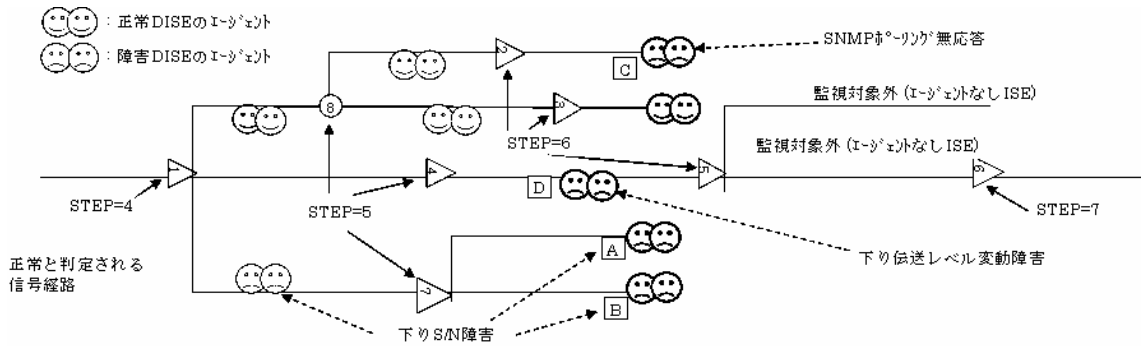 ：正常DISEのエージェント
：障害DISEのエージェント
SNMPポーリング無応答
2
C
監視対象外(エージェントなしISE)
8
3
STEP=6
監視対象外(エージェントなしISE)
1
4
5
6
STEP=4
STEP=5
D
STEP=7
A
下り伝送レベル変動障害
正常と判定される
信号経路
7
B
下りS/N障害